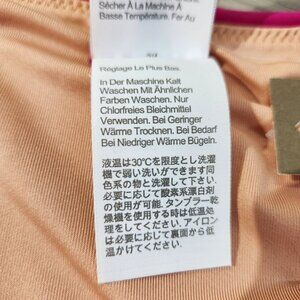 Sécher À La Machine À
Basse Température. Fer Au
Réglage Le Plus Bas.
In Der Maschine Kalt
Waschen Mit Ähnlichen
Farben Waschen. Nur
Chlorfreies Bleichmittel
Verwenden. Bei Geringer
Wärme Trocknen. Bei Bedarf
Bei Niedriger Wärme Bügeln.
液温は30℃を限度とし洗濯
機で弱い洗いができます同
色系の物と洗濯して下さい。
必要に応じて酸素系漂白剤
の使用が可能。タンブラー乾
燥機を使用する時は低温処
理をしてください。アイロン
は必要に応じて裏面から低
温かけてください。